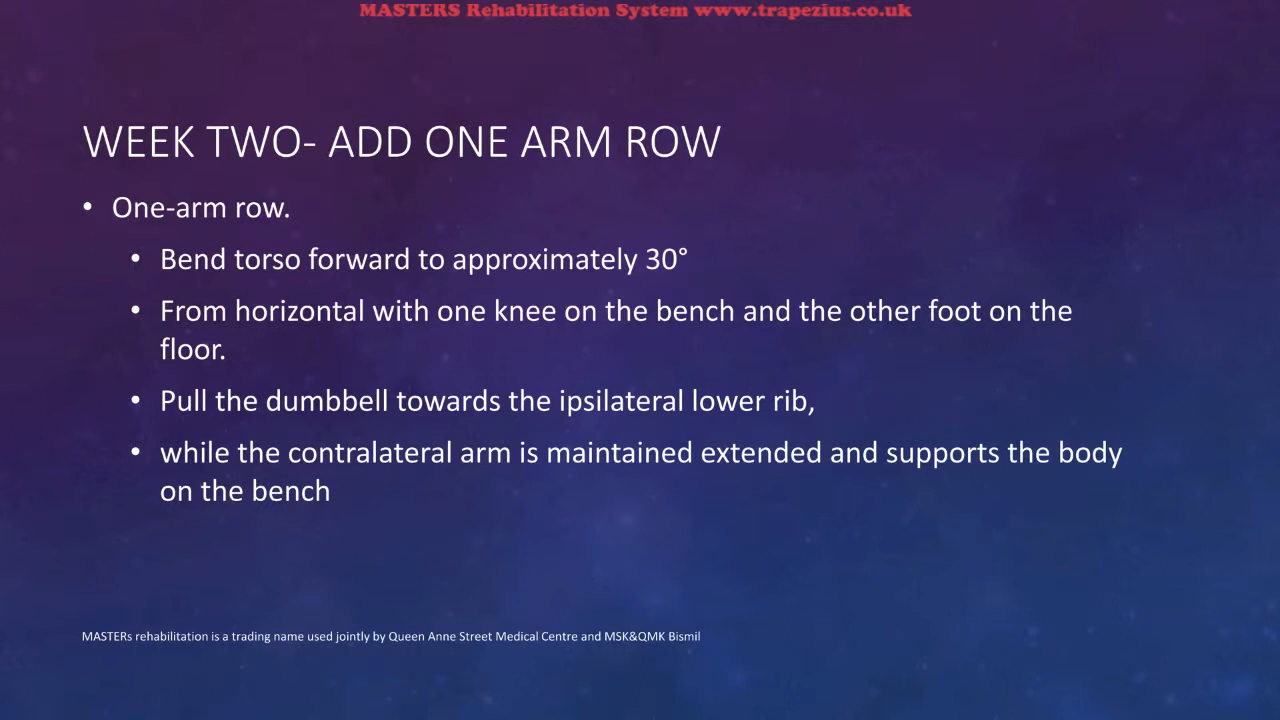 MASTERS Rehabilitation System www.trapezius.co.uk
WEEK TWO- ADD ONE ARM ROW
• One-arm row.
• Bend torso forward to approximately 30°
• From horizontal with one knee on the bench and the other foot on the
floor.
• Pull the dumbbell towards the ipsilateral lower rib,
• while the contralateral arm is maintained extended and supports the body
on the bench
MASTERs rehabilitation is a trading name used jointly by Queen Anne Street Medical Centre and MSK&QMK Bismil